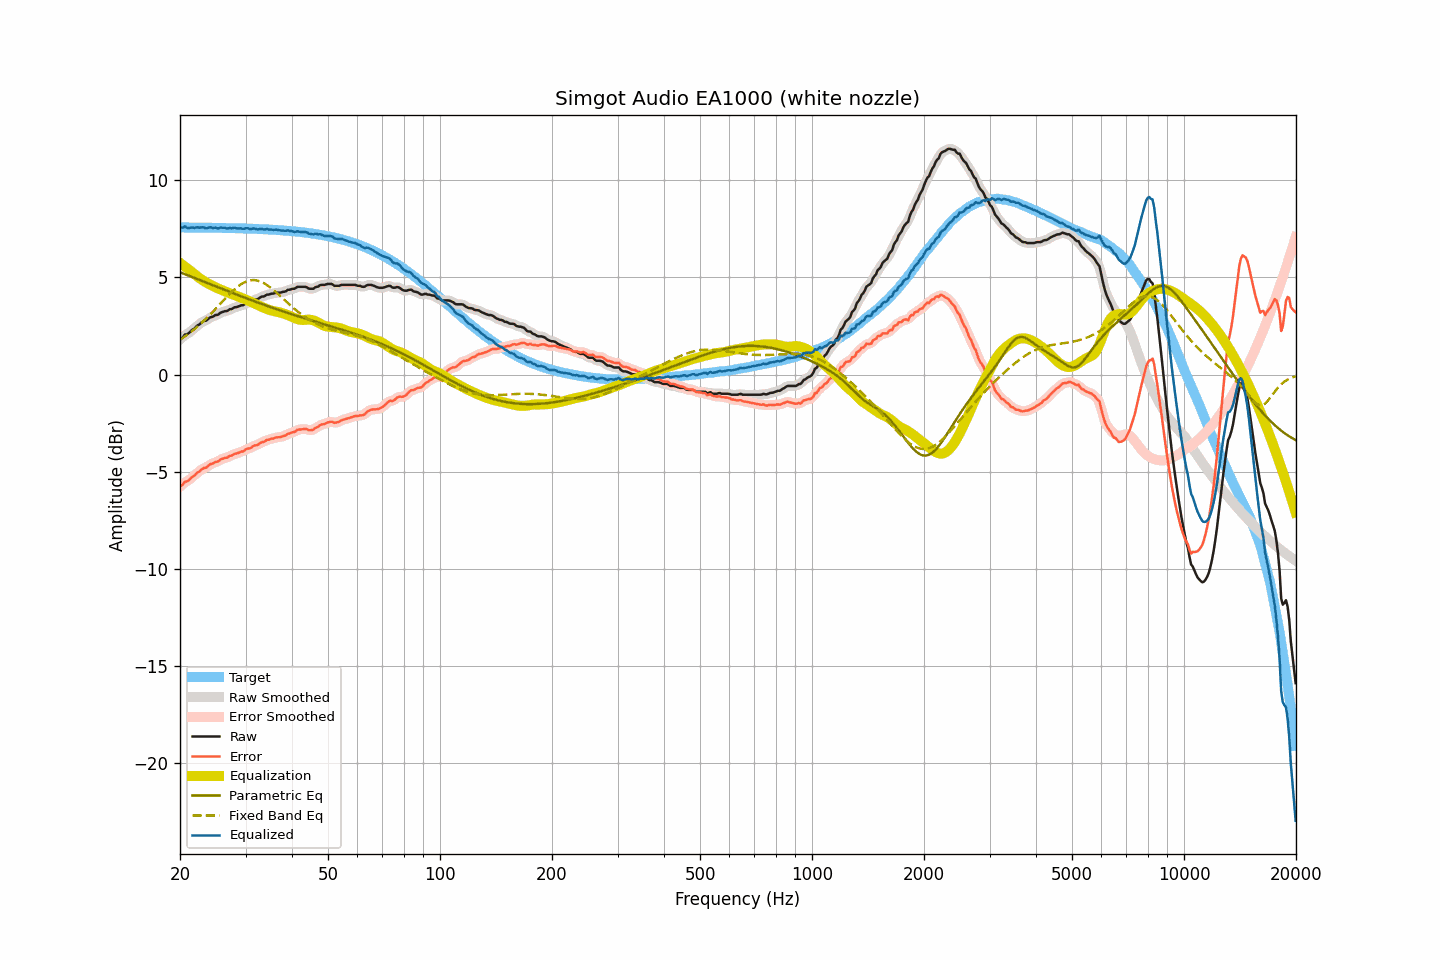 Simgot Audio EA1000 (white nozzle)
10
5
0
−5
−10
−15
−20
Amplitude (dBr)
Target
Raw Smoothed
Error Smoothed
Raw
Error
Equalization
Parametric Eq
Fixed Band Eq
Equalized
20 50 100 200 500 1000 2000 5000 10000 20000
Frequency (Hz)